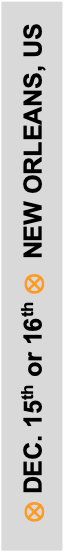 ⊗ DEC. 15th or 16th ⊗ NEW ORLEANS, US